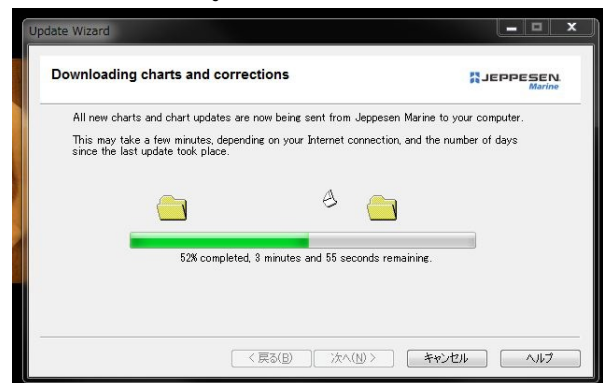 Update Wizard
Downloading charts and corrections
JEPPESEN.
Marine
All new charts and chart updates are now being sent from Jeppesen Marine to your computer.
This may take a few minutes, depending on your Internet connection, and the number of days
since the last update took place.
52% completed, 3 minutes and 55 seconds remaining.
< 戻る(B) 次へ(N) > キャンセル ヘルプ